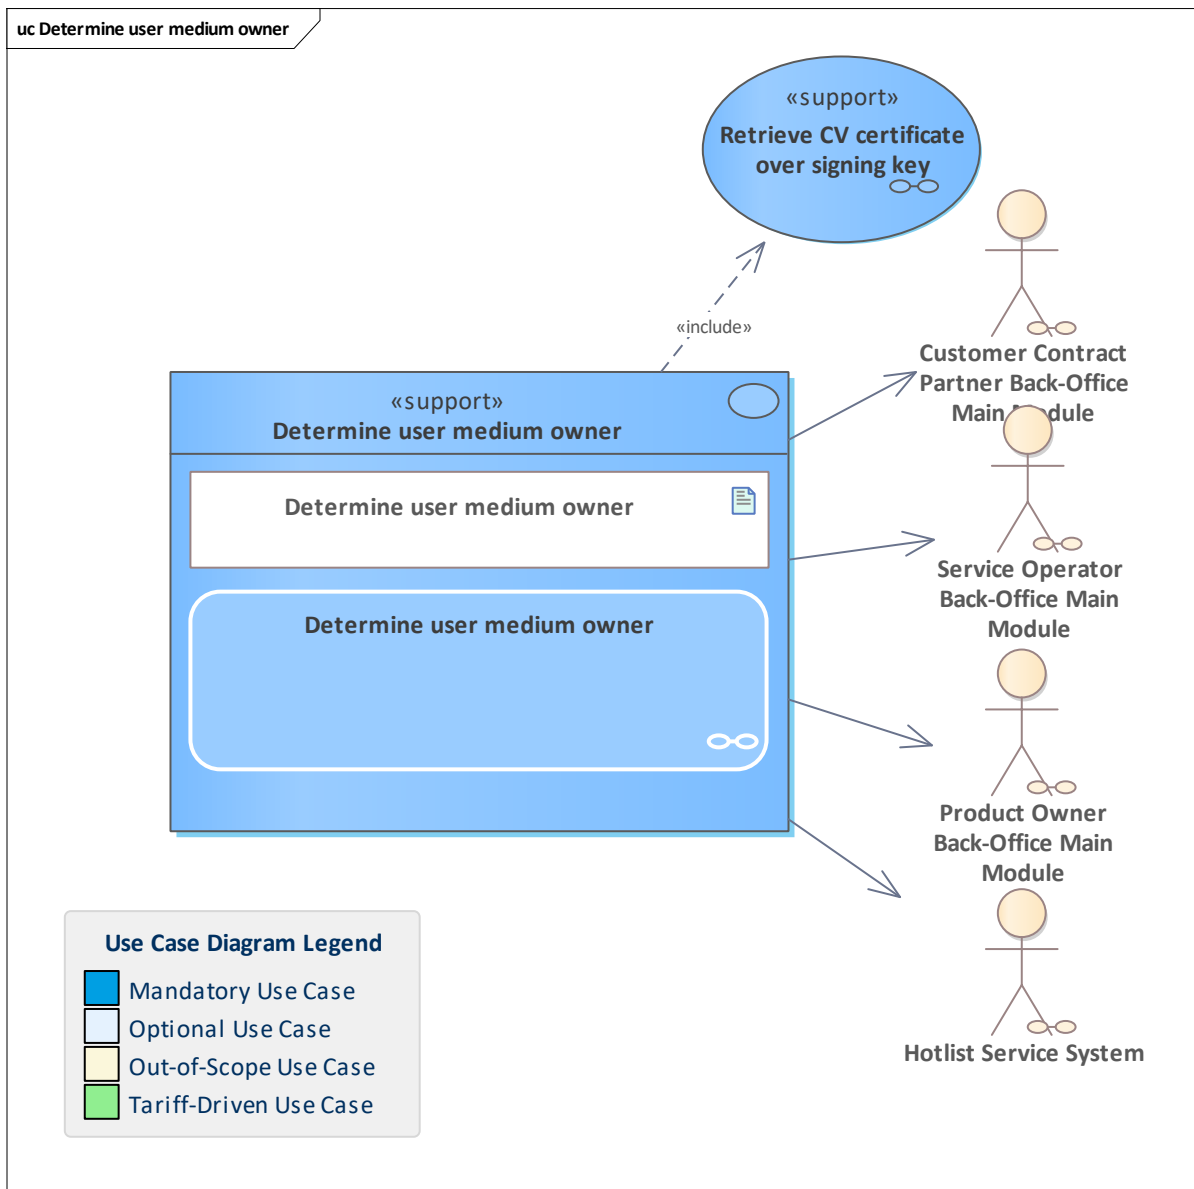 uc Determine user medium owner
«support»
Retrieve CV certificate
over signing key
«include»
Customer Contract
Partner Back-Office
Main Module
«support»
Determine user medium owner
Determine user medium owner
Determine user medium owner
Service Operator
Back-Office Main
Module
Product Owner
Back-Office Main
Module
Hotlist Service System
Use Case Diagram Legend
Mandatory Use Case
Optional Use Case
Out-of-Scope Use Case
Tariff-Driven Use Case